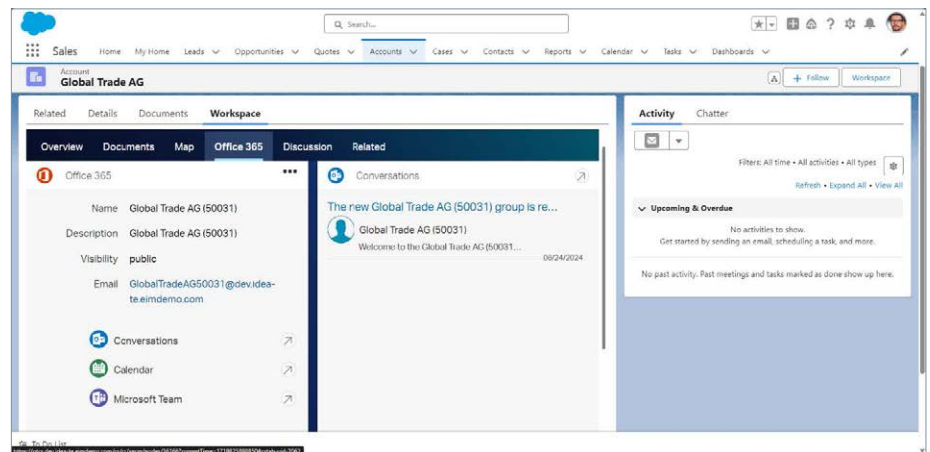 Search...
Sales Home My Home Leads Opportunities Quotes Accounts Cases Contacts Reports Calendar Tasks Dashboards
Account
Global Trade AG
+ Follow Workspace
Related Details Documents Workspace
Overview Documents Map Office 365 Discussion Related
Office 365
Name Global Trade AG (50031)
Description Global Trade AG (50031)
Visibility public
Email GlobalTradeAG50031@dev.idea-
te.eimdemo.com
Conversations
Calendar
Microsoft Team
Conversations
The new Global Trade AG (50031) group is re...
Global Trade AG (50031)
Welcome to the Global Trade AG (50031...
08/24/2024
Activity Chatter
Filters: All time • All activities • All types
Refresh • Expand All • View All
Upcoming & Overdue
No activities to show.
Get started by sending an email, scheduling a task, and more.
No past activity. Past meetings and tasks marked as done show up here.
To Do List